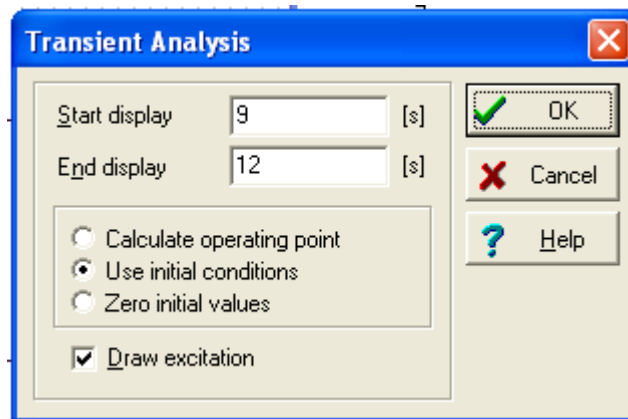 Transient Analysis
Start display 9 [s]
End display 12 [s]
Calculate operating point
Use initial conditions
Zero initial values
Draw excitation
OK
Cancel
? Help